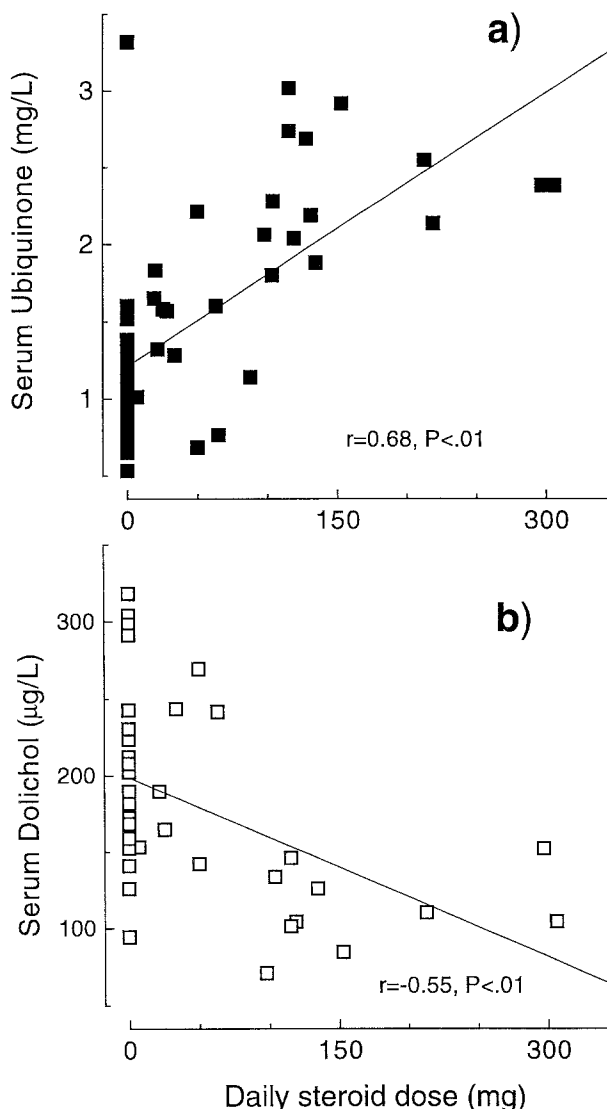 a)
Serum Ubiquinone (mg/L)
3
2
1
r=0.68, P<.01
0 150 300
b)
Serum Dolichol (µg/L)
300
200
100
r=-0.55, P<.01
0 150 300
Daily steroid dose (mg)